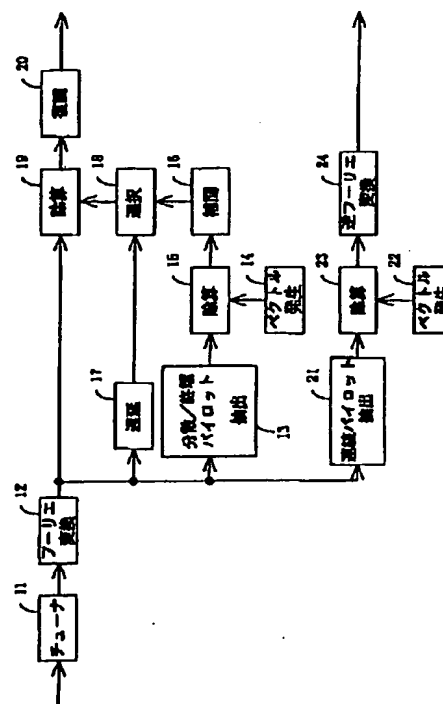 11
チューナ
12
フーリエ
変換
17
遅延
分散/終端
パイロット
抽出
13
連続パイロット
抽出
21
19
除算
20
復調
18
選択
16
補間
15
除算
14
ベクトル
発生
23
除算
22
ベクトル
発生
24
逆フーリエ
変換